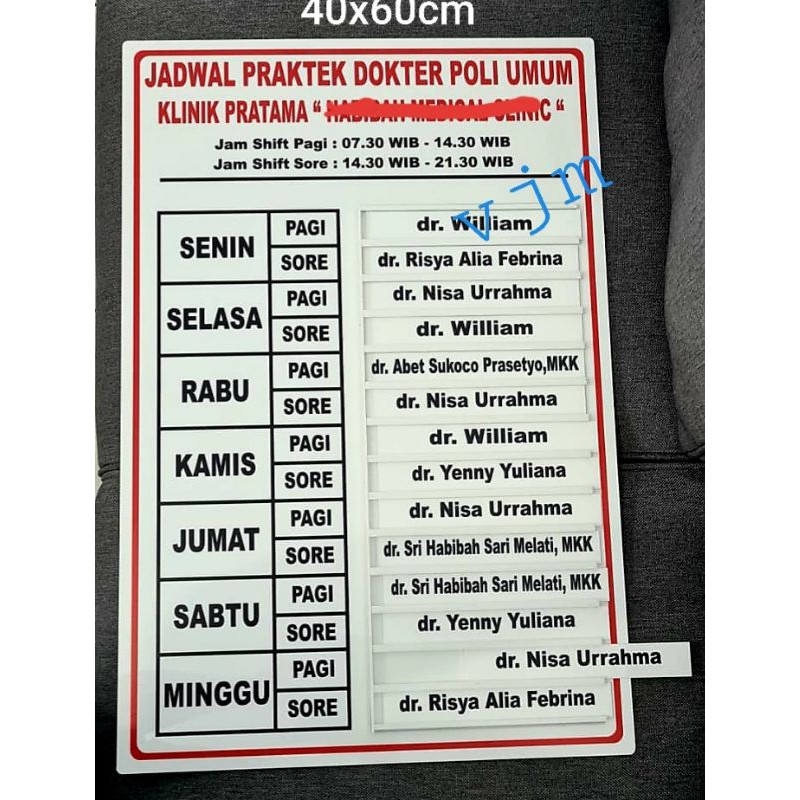 40x60cm
JADWAL PRAKTEK DOKTER POLI UMUM
KLINIK PRATAMA “ HABIBAH MEDICAL CLINIC “
Jam Shift Pagi : 07.30 WIB - 14.30 WIB
Jam Shift Sore : 14.30 WIB - 21.30 WIB
vjm
SENIN PAGI dr. William
SORE dr. Risya Alia Febrina
SELASA PAGI dr. Nisa Urrahma
SORE dr. William
RABU PAGI dr. Abet Sukoco Prasetyo,MKK
SORE dr. Nisa Urrahma
KAMIS PAGI dr. William
SORE dr. Yenny Yuliana
JUMAT PAGI dr. Nisa Urrahma
SORE dr. Sri Habibah Sari Melati, MKK
SABTU PAGI dr. Sri Habibah Sari Melati, MKK
SORE dr. Yenny Yuliana
MINGGU PAGI dr. Nisa Urrahma
SORE dr. Risya Alia Febrina